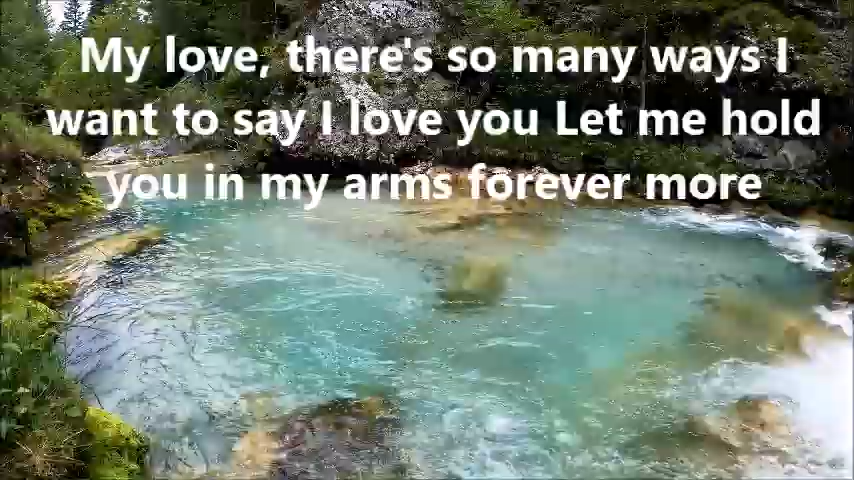 My love, there's so many ways I
want to say I love you Let me hold
you in my arms forever more